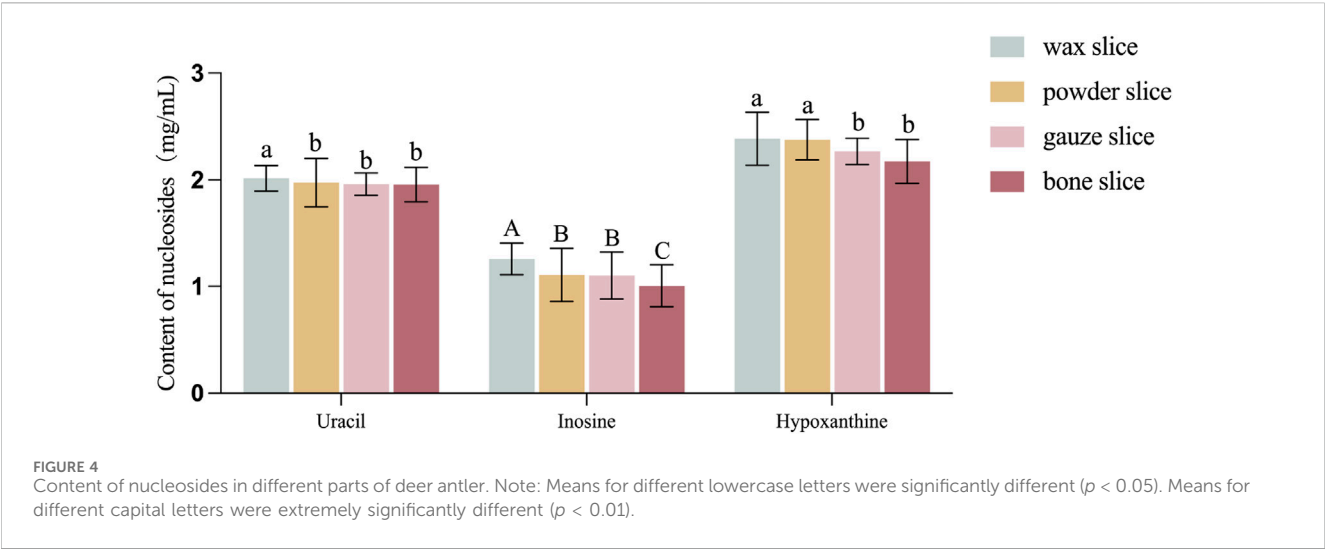 wax slice
powder slice
gauze slice
bone slice
Content of nucleosides (mg/mL)
3
2
1
0
a b b b
A B B C
a a b b
Uracil Inosine Hypoxanthine
FIGURE 4
Content of nucleosides in different parts of deer antler. Note: Means for different lowercase letters were significantly different (p < 0.05). Means for
different capital letters were extremely significantly different (p < 0.01).